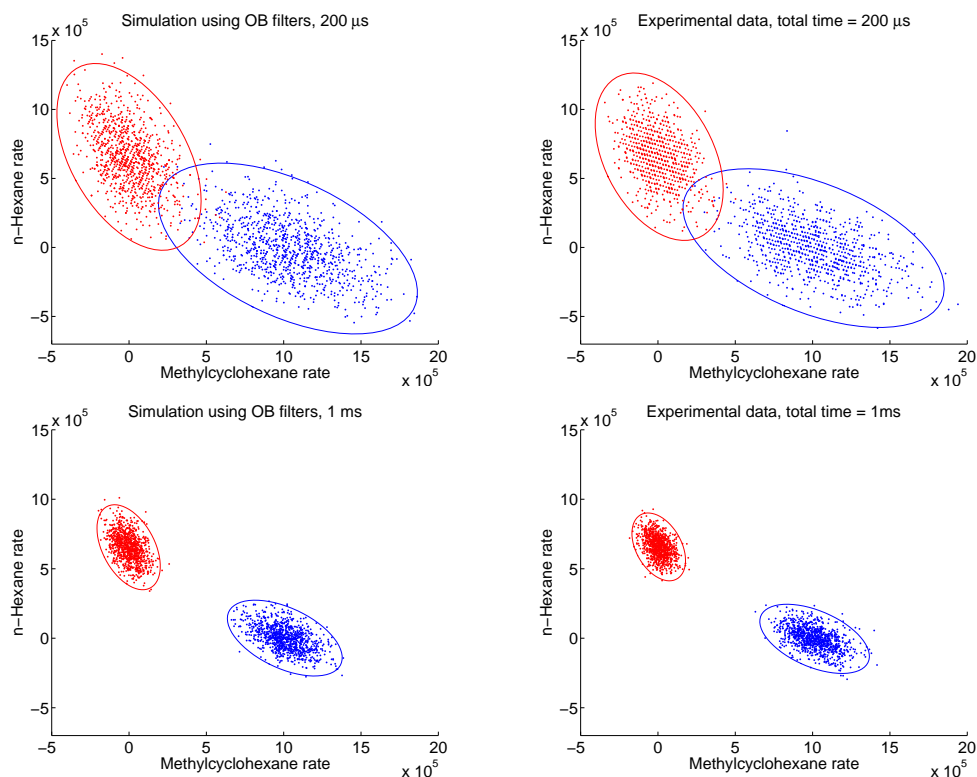 Simulation using OB filters, 200 μs
x 10^5
15
10
5
0
−5
n−Hexane rate
−5 0 5 10 15 20
Methylcyclohexane rate
x 10^5
Experimental data, total time = 200 μs
x 10^5
15
10
5
0
−5
n−Hexane rate
−5 0 5 10 15 20
Methylcyclohexane rate
x 10^5
Simulation using OB filters, 1 ms
x 10^5
15
10
5
0
−5
n−Hexane rate
−5 0 5 10 15 20
Methylcyclohexane rate
x 10^5
Experimental data, total time = 1ms
x 10^5
15
10
5
0
−5
n−Hexane rate
−5 0 5 10 15 20
Methylcyclohexane rate
x 10^5